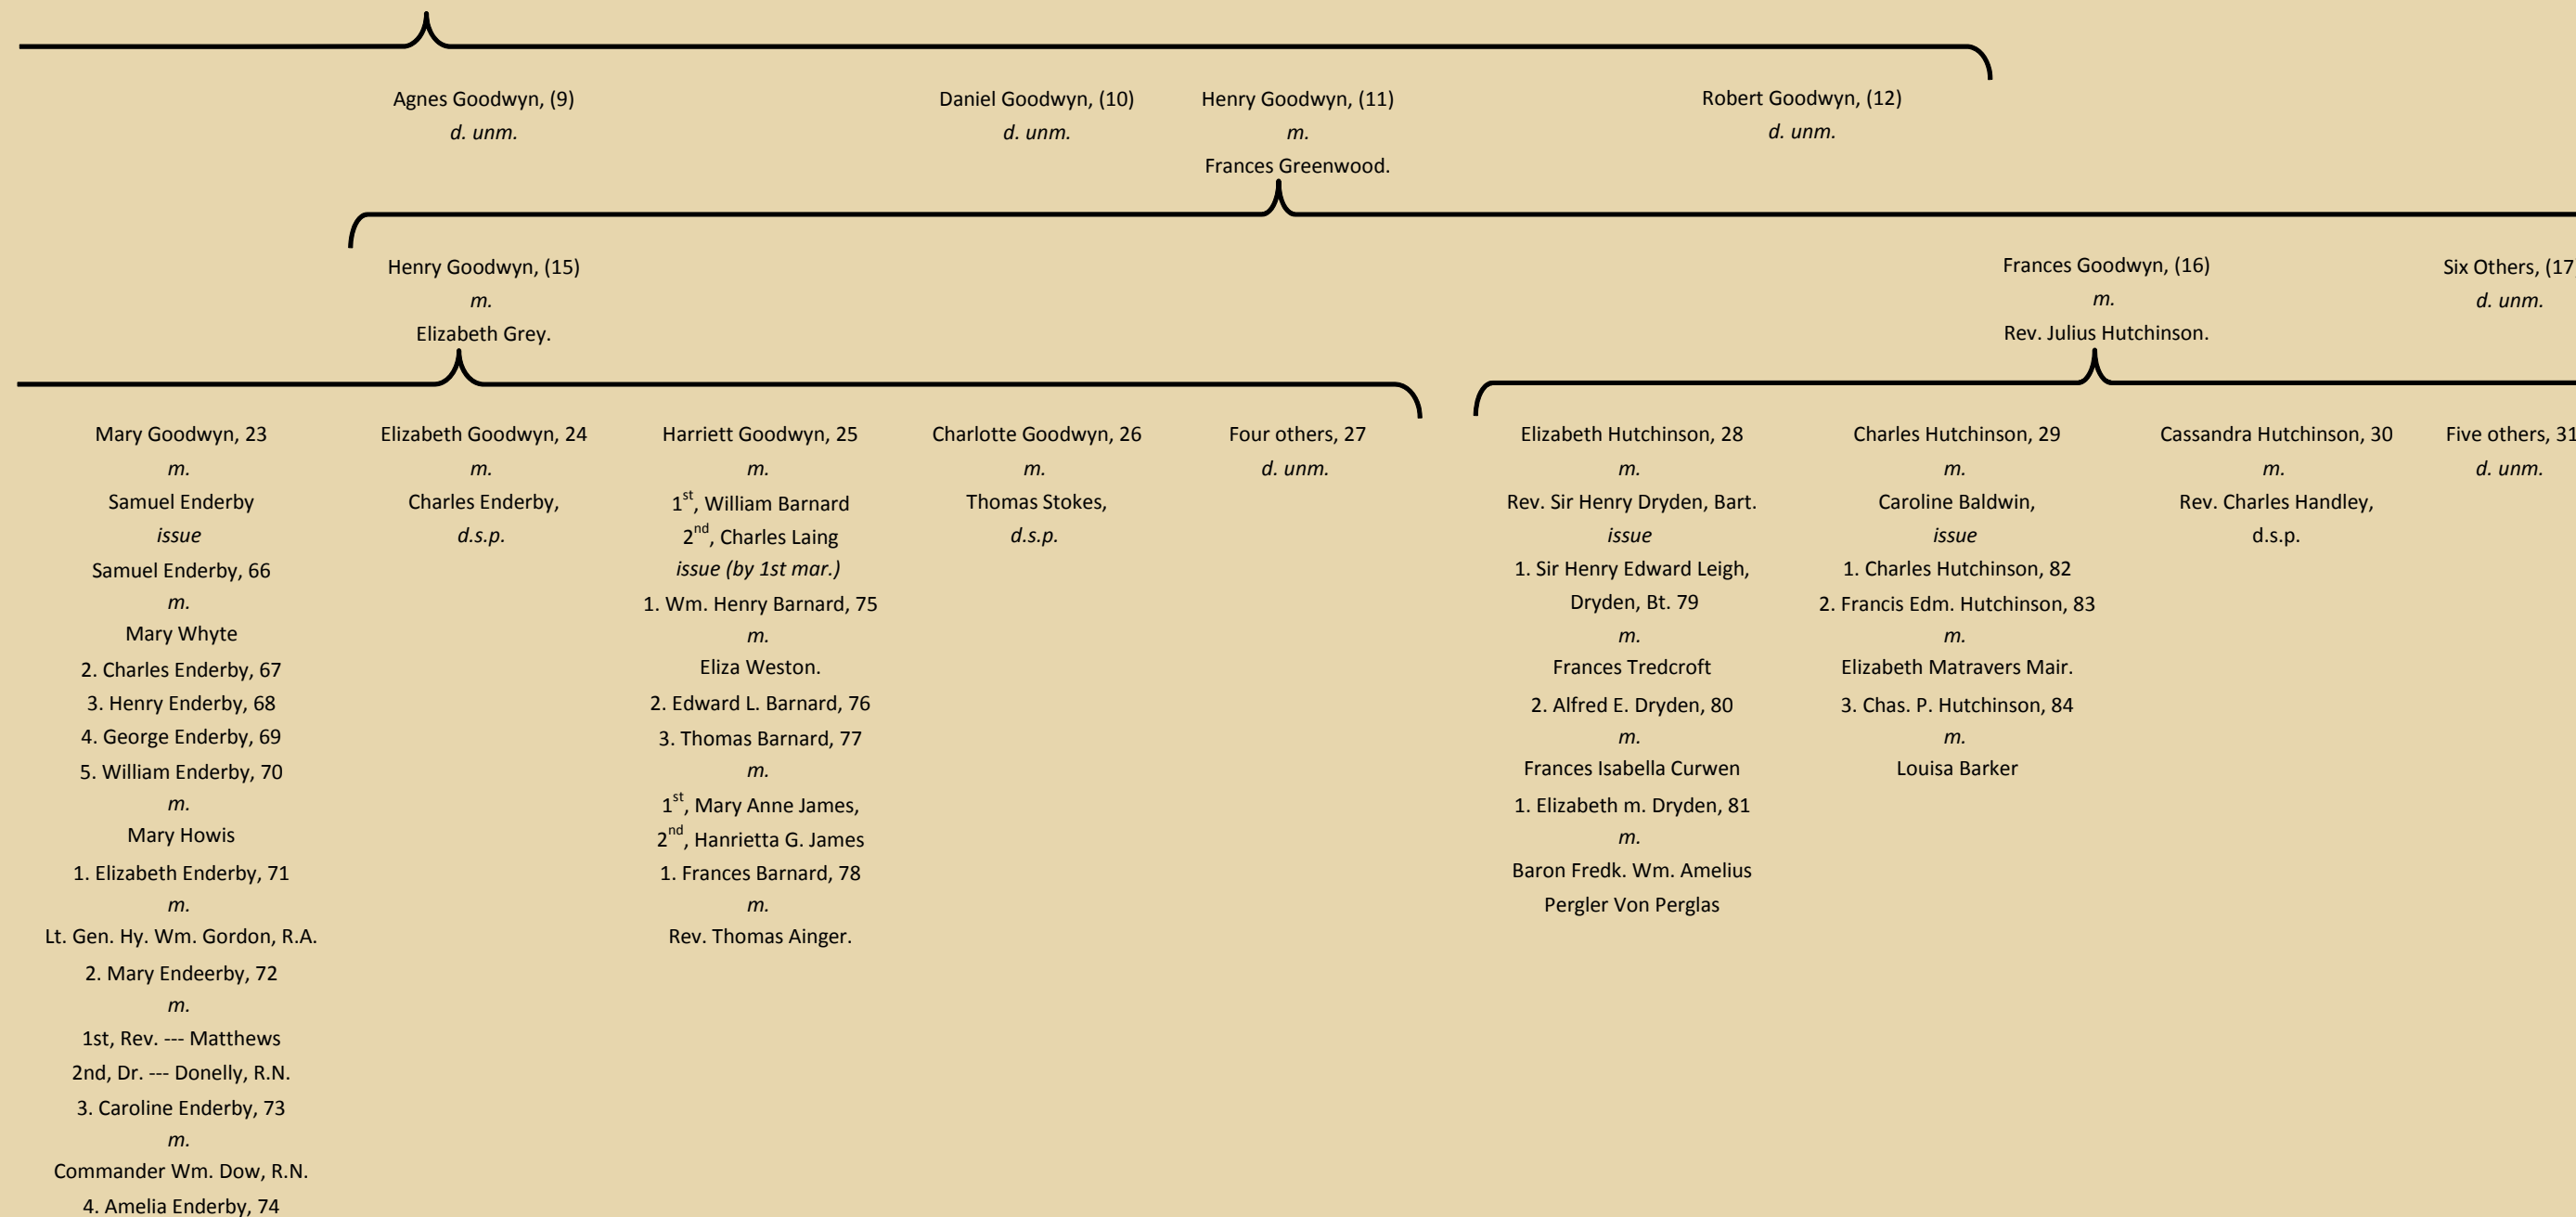 Agnes Goodwyn, (9)
d. unm.
Daniel Goodwyn, (10)
d. unm.
Henry Goodwyn, (11)
m.
Frances Greenwood.
Robert Goodwyn, (12)
d. unm.
Henry Goodwyn, (15)
m.
Elizabeth Grey.
Frances Goodwyn, (16)
m.
Rev. Julius Hutchinson.
Six Others, (17
d. unm.
Mary Goodwyn, 23
m.
Samuel Enderby
issue
Samuel Enderby, 66
m.
Mary Whyte
2. Charles Enderby, 67
3. Henry Enderby, 68
4. George Enderby, 69
5. William Enderby, 70
m.
Mary Howis
1. Elizabeth Enderby, 71
m.
Lt. Gen. Hy. Wm. Gordon, R.A.
2. Mary Endeerby, 72
m.
1st, Rev. --- Matthews
2nd, Dr. --- Donelly, R.N.
3. Caroline Enderby, 73
m.
Commander Wm. Dow, R.N.
4. Amelia Enderby, 74
Elizabeth Goodwyn, 24
m.
Charles Enderby,
d.s.p.
Harriett Goodwyn, 25
m.
1st, William Barnard
2nd, Charles Laing
issue (by 1st mar.)
1. Wm. Henry Barnard, 75
m.
Eliza Weston.
2. Edward L. Barnard, 76
3. Thomas Barnard, 77
m.
1st, Mary Anne James,
2nd, Hanrietta G. James
1. Frances Barnard, 78
m.
Rev. Thomas Ainger.
Charlotte Goodwyn, 26
m.
Thomas Stokes,
d.s.p.
Four others, 27
d. unm.
Elizabeth Hutchinson, 28
m.
Rev. Sir Henry Dryden, Bart.
issue
1. Sir Henry Edward Leigh,
Dryden, Bt. 79
m.
Frances Tredcroft
2. Alfred E. Dryden, 80
m.
Frances Isabella Curwen
1. Elizabeth m. Dryden, 81
m.
Baron Fredk. Wm. Amelius
Pergler Von Perglas
Charles Hutchinson, 29
m.
Caroline Baldwin,
issue
1. Charles Hutchinson, 82
2. Francis Edm. Hutchinson, 83
m.
Elizabeth Matravers Mair.
3. Chas. P. Hutchinson, 84
m.
Louisa Barker
Cassandra Hutchinson, 30
m.
Rev. Charles Handley,
d.s.p.
Five others, 31
d. unm.